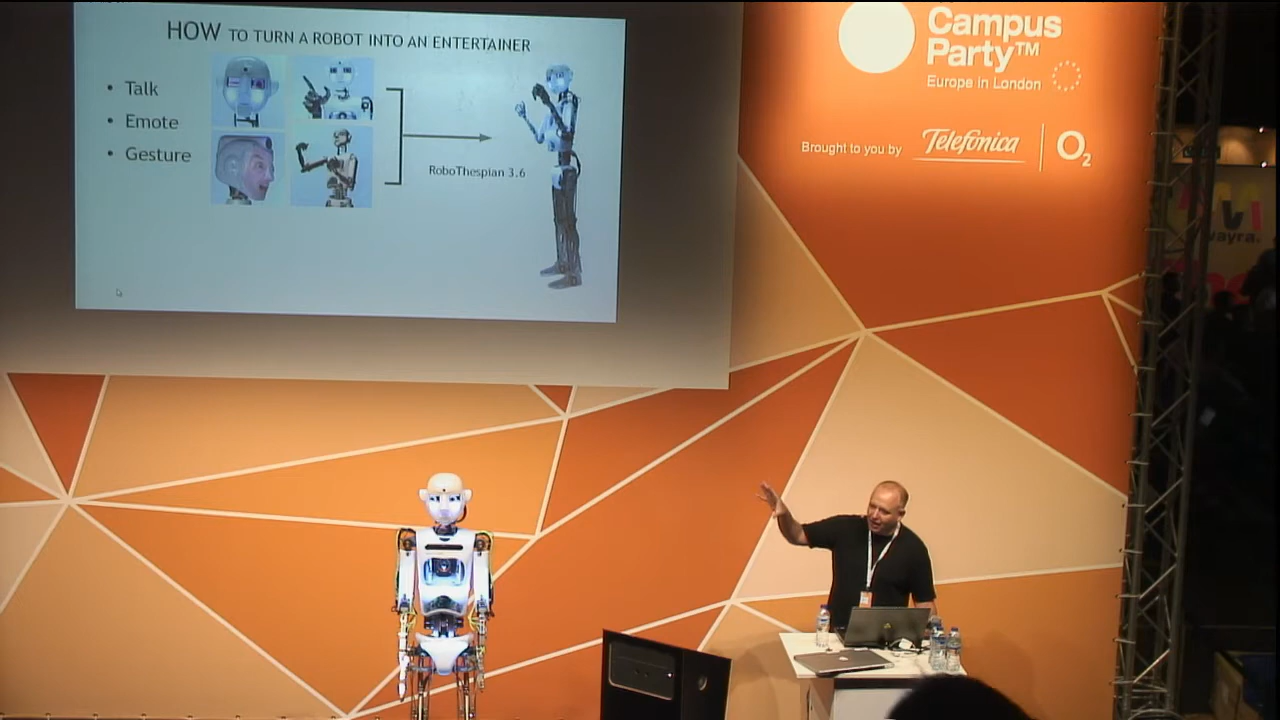 HOW TO TURN A ROBOT INTO AN ENTERTAINER
• Talk
• Emote
• Gesture
RoboThespian 3.6
Campus
Party™
Europe in London
Brought to you by Telefónica O2
wayra.